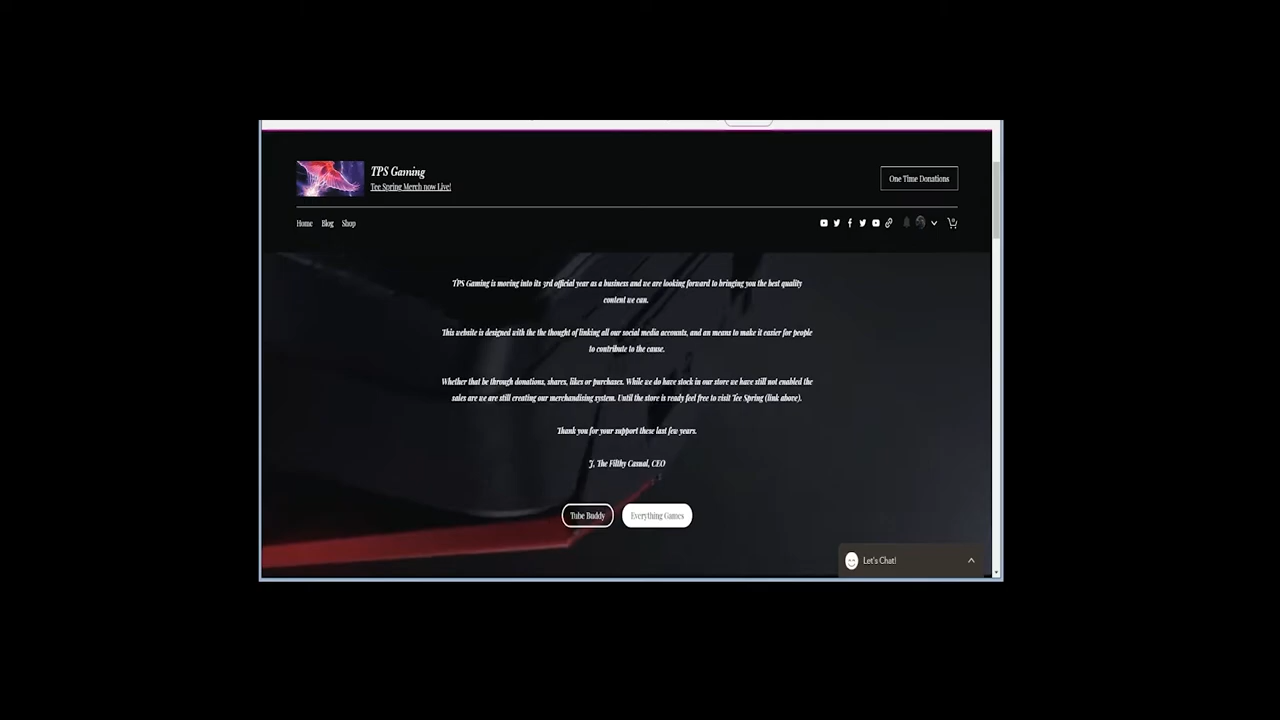 TPS Gaming
Tee Spring Merch now Live!
One Time Donations
Home Blog Shop
TPS Gaming is moving into its 3rd official year as a business and we are looking forward to bringing you the best quality
content we can.
This website is designed with the the thought of linking all our social media accounts, and an means to make it easier for people
to contribute to the cause.
Whether that be through donations, shares, likes or purchases. While we do have stock in our store we have still not enabled the
sales are we are still creating our merchandising system. Until the store is ready feel free to visit Tee Spring (link above).
Thank you for your support these last few years.
J, The Filthy Casual, CEO
Tube Buddy Everything Games
Let's Chat!